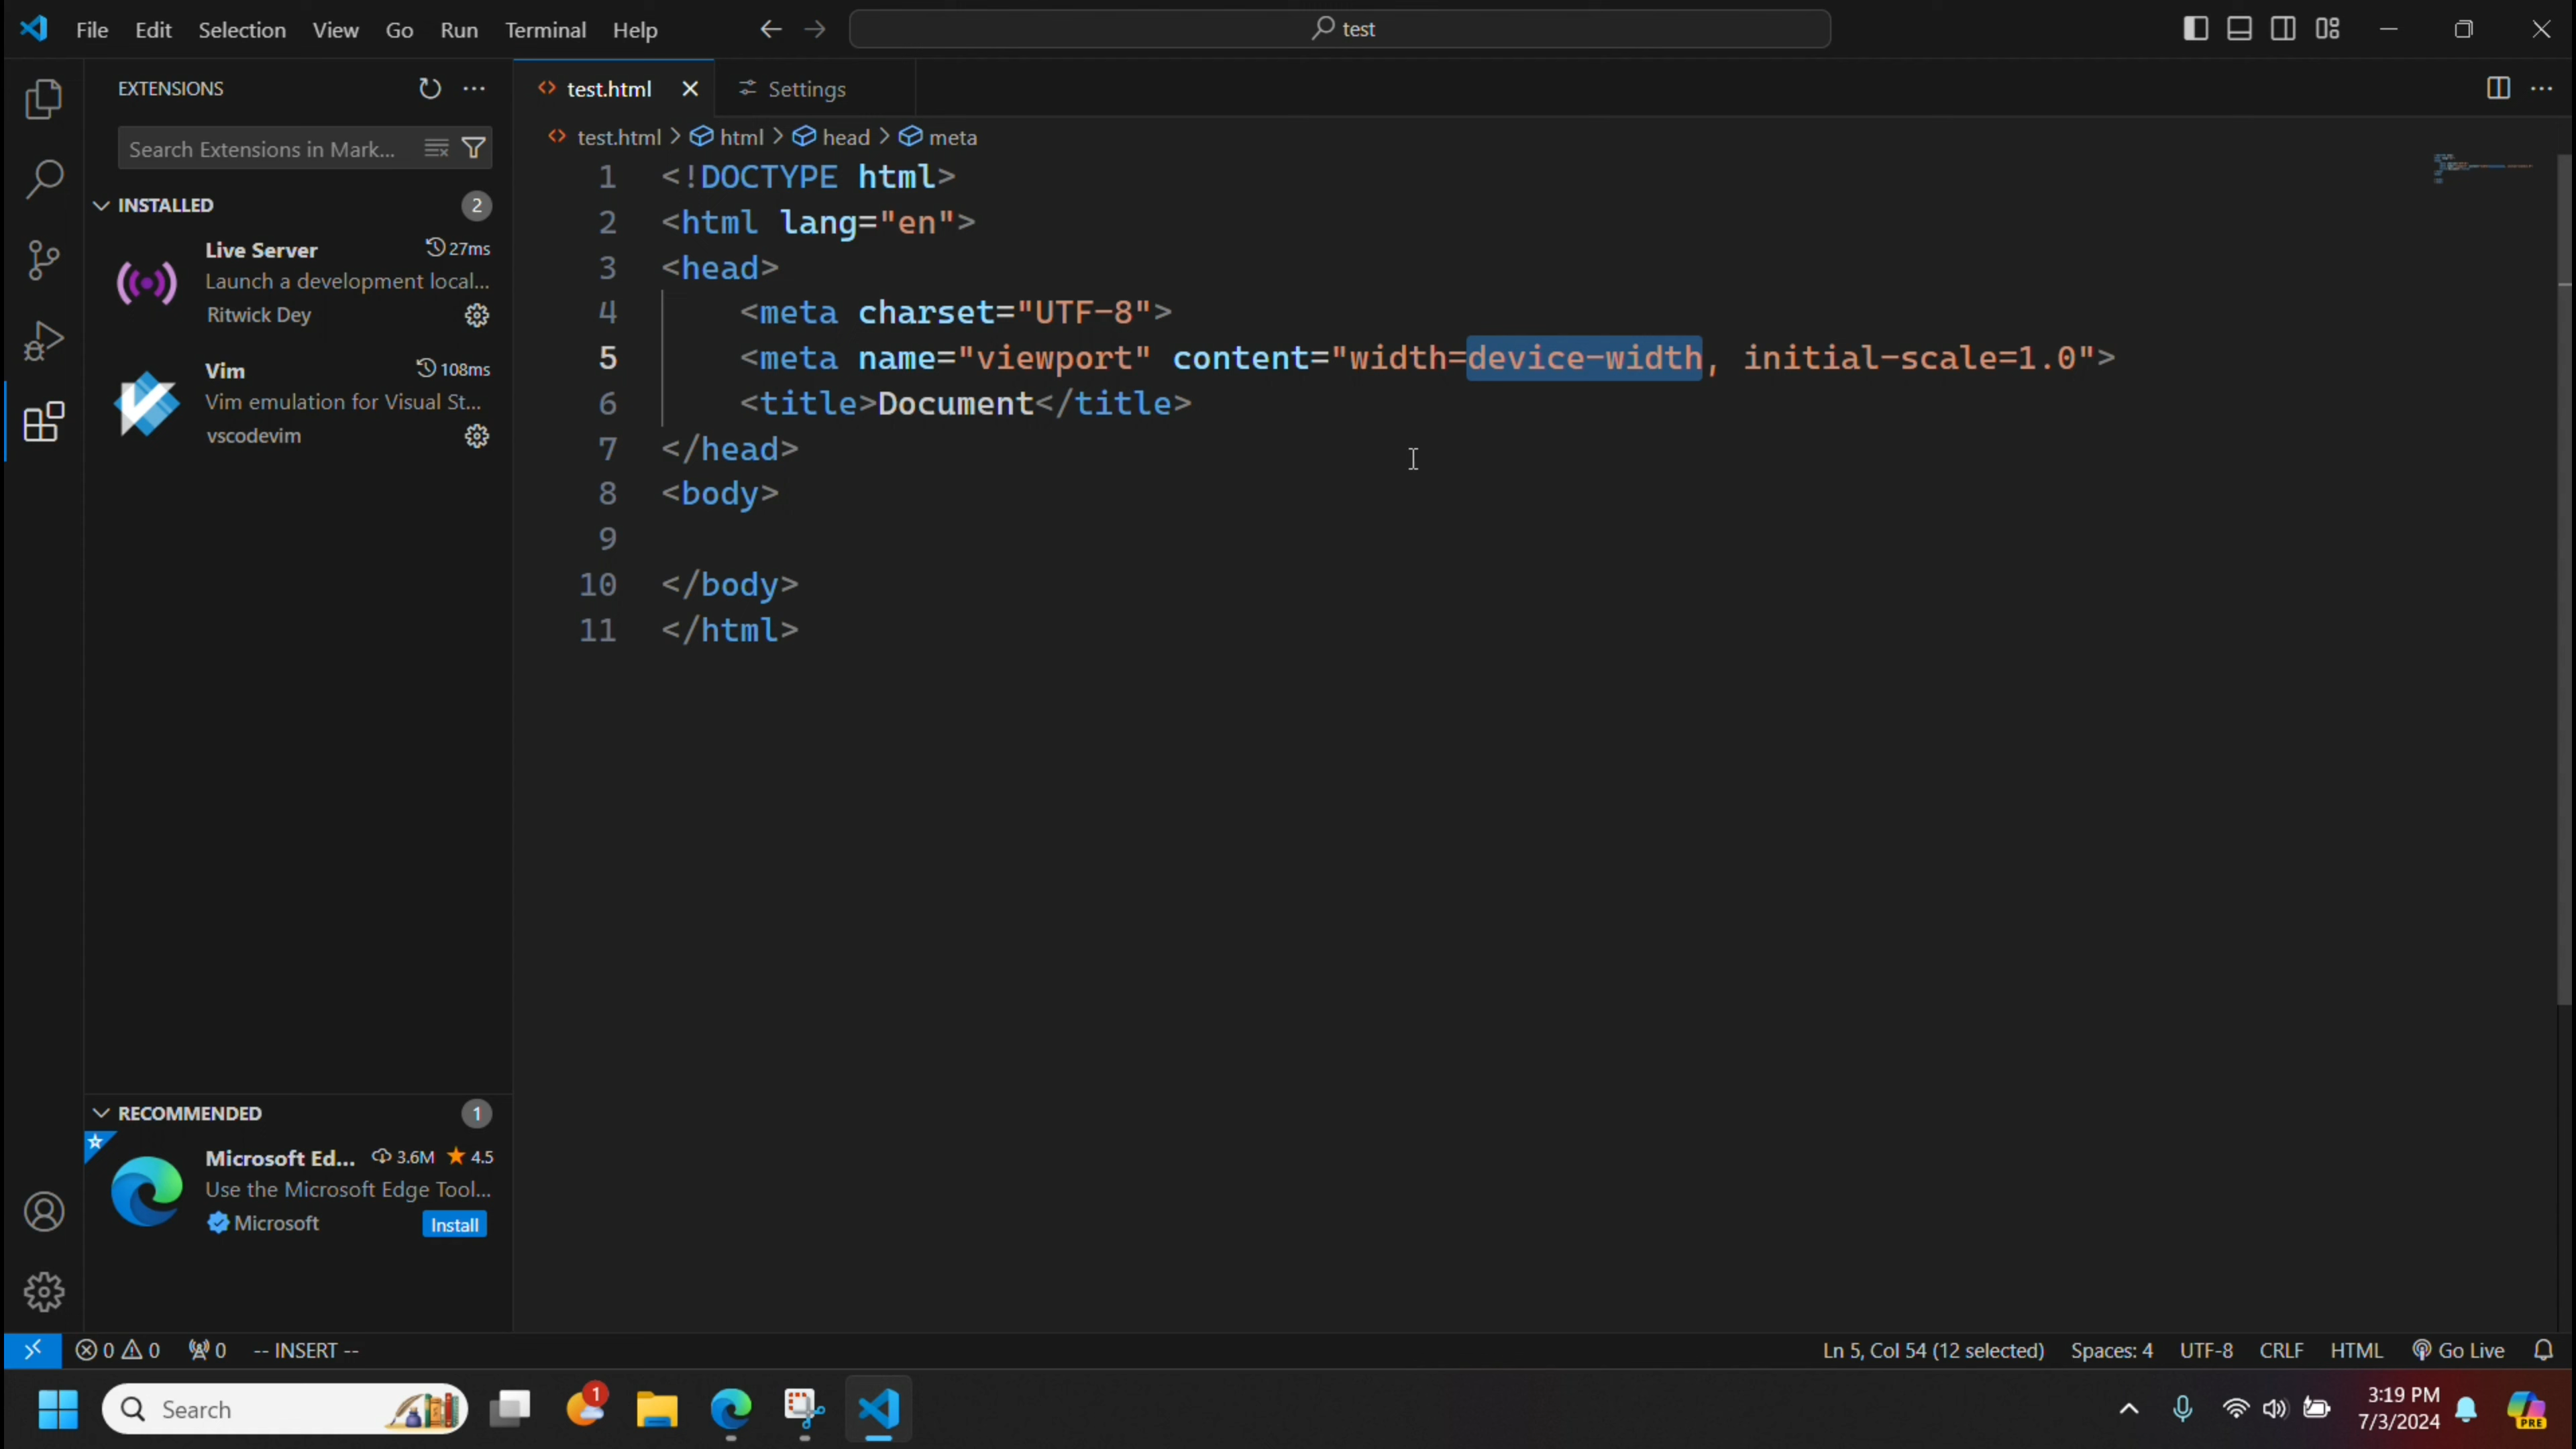 File Edit Selection View Go Run Terminal Help
test
EXTENSIONS
Search Extensions in Mark...
INSTALLED 2
Live Server 27ms
Launch a development local...
Ritwick Dey
Vim 108ms
Vim emulation for Visual St...
vscodevim
RECOMMENDED 1
Microsoft Ed... 3.6M 4.5
Use the Microsoft Edge Tool...
Microsoft Install
test.html Settings
test.html > html > head > meta
1 <!DOCTYPE html>
2 <html lang="en">
3 <head>
4 <meta charset="UTF-8">
5 <meta name="viewport" content="width=device-width, initial-scale=1.0">
6 <title>Document</title>
7 </head>
8 <body>
9
10 </body>
11 </html>
0 0 0 -- INSERT --
Ln 5, Col 54 (12 selected) Spaces: 4 UTF-8 CRLF HTML Go Live
Search
1
3:19 PM
7/3/2024
PRE